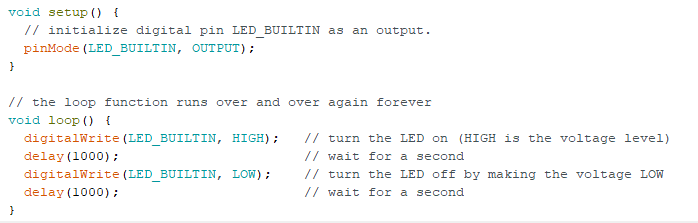 void setup() {
  // initialize digital pin LED_BUILTIN as an output.
  pinMode(LED_BUILTIN, OUTPUT);
}

// the loop function runs over and over again forever
void loop() {
  digitalWrite(LED_BUILTIN, HIGH);   // turn the LED on (HIGH is the voltage level)
  delay(1000);                       // wait for a second
  digitalWrite(LED_BUILTIN, LOW);    // turn the LED off by making the voltage LOW
  delay(1000);                       // wait for a second
}